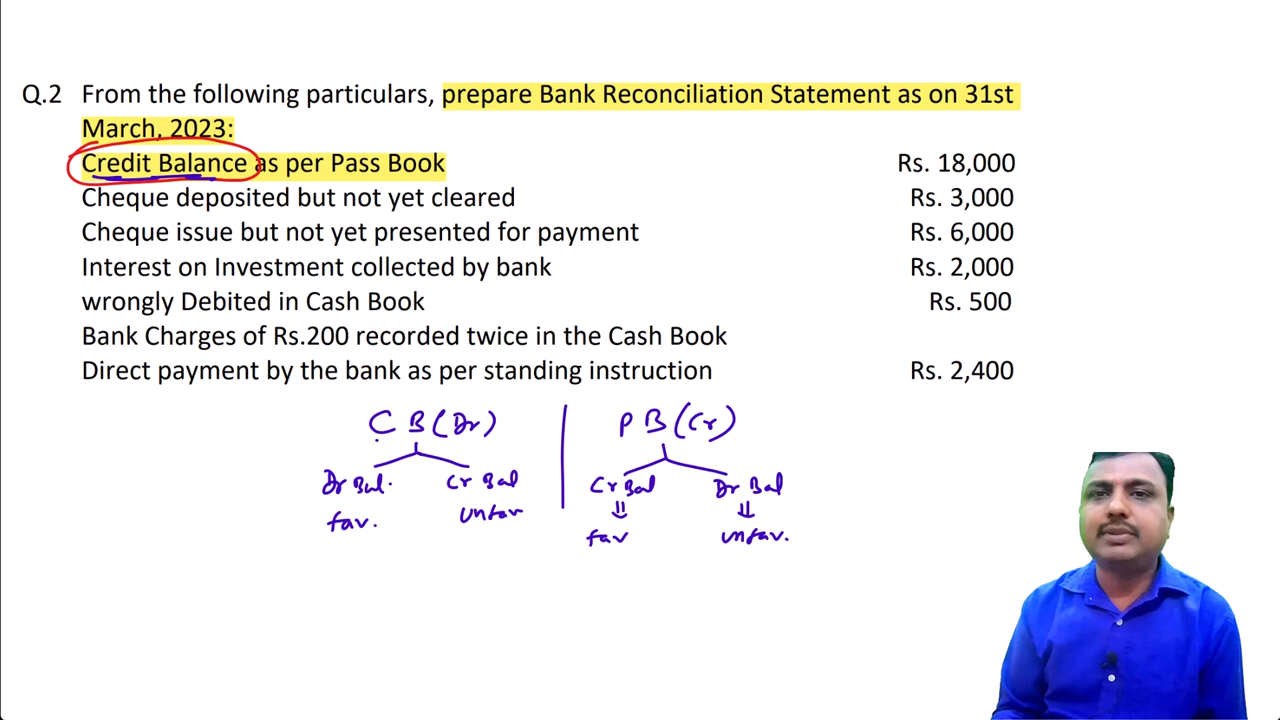 Q.2 From the following particulars, prepare Bank Reconciliation Statement as on 31st
March, 2023:
Credit Balance as per Pass Book Rs. 18,000
Cheque deposited but not yet cleared Rs. 3,000
Cheque issue but not yet presented for payment Rs. 6,000
Interest on Investment collected by bank Rs. 2,000
wrongly Debited in Cash Book Rs. 500
Bank Charges of Rs.200 recorded twice in the Cash Book
Direct payment by the bank as per standing instruction Rs. 2,400
C B (Dr) P B (Cr)
Dr Bal. Cr Bal Cr Bal Dr Bal
fav. unfav fav unfav.